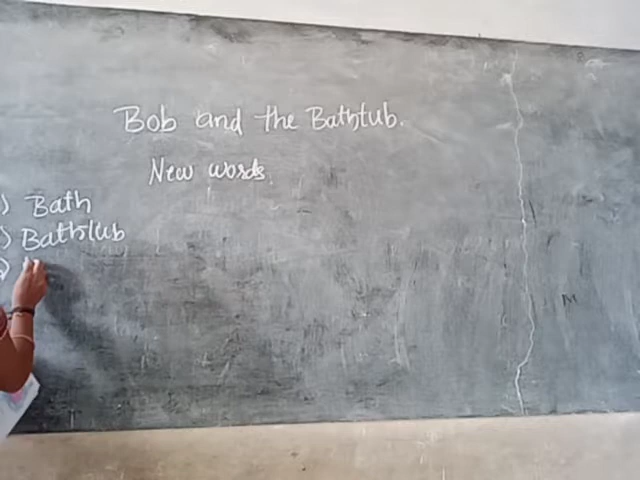 Bob and the Bathtub.
New words.
) Bath
) Bathtub
)